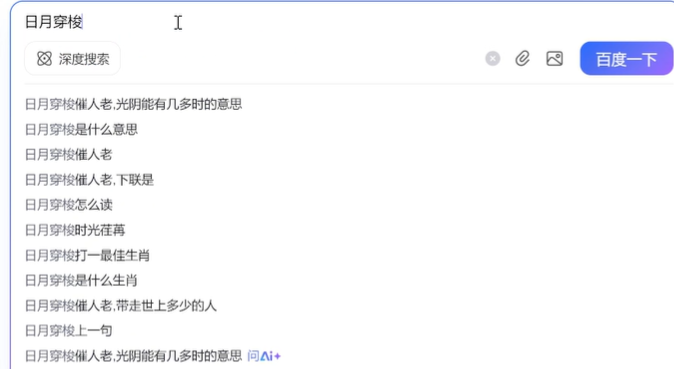 日月穿梭
深度搜索
百度一下
日月穿梭催人老,光阴能有几多时的意思
日月穿梭是什么意思
日月穿梭催人老
日月穿梭催人老,下联是
日月穿梭怎么读
日月穿梭时光荏苒
日月穿梭打一最佳生肖
日月穿梭是什么生肖
日月穿梭催人老,带走世上多少的人
日月穿梭上一句
日月穿梭催人老,光阴能有几多时的意思 问Ai+